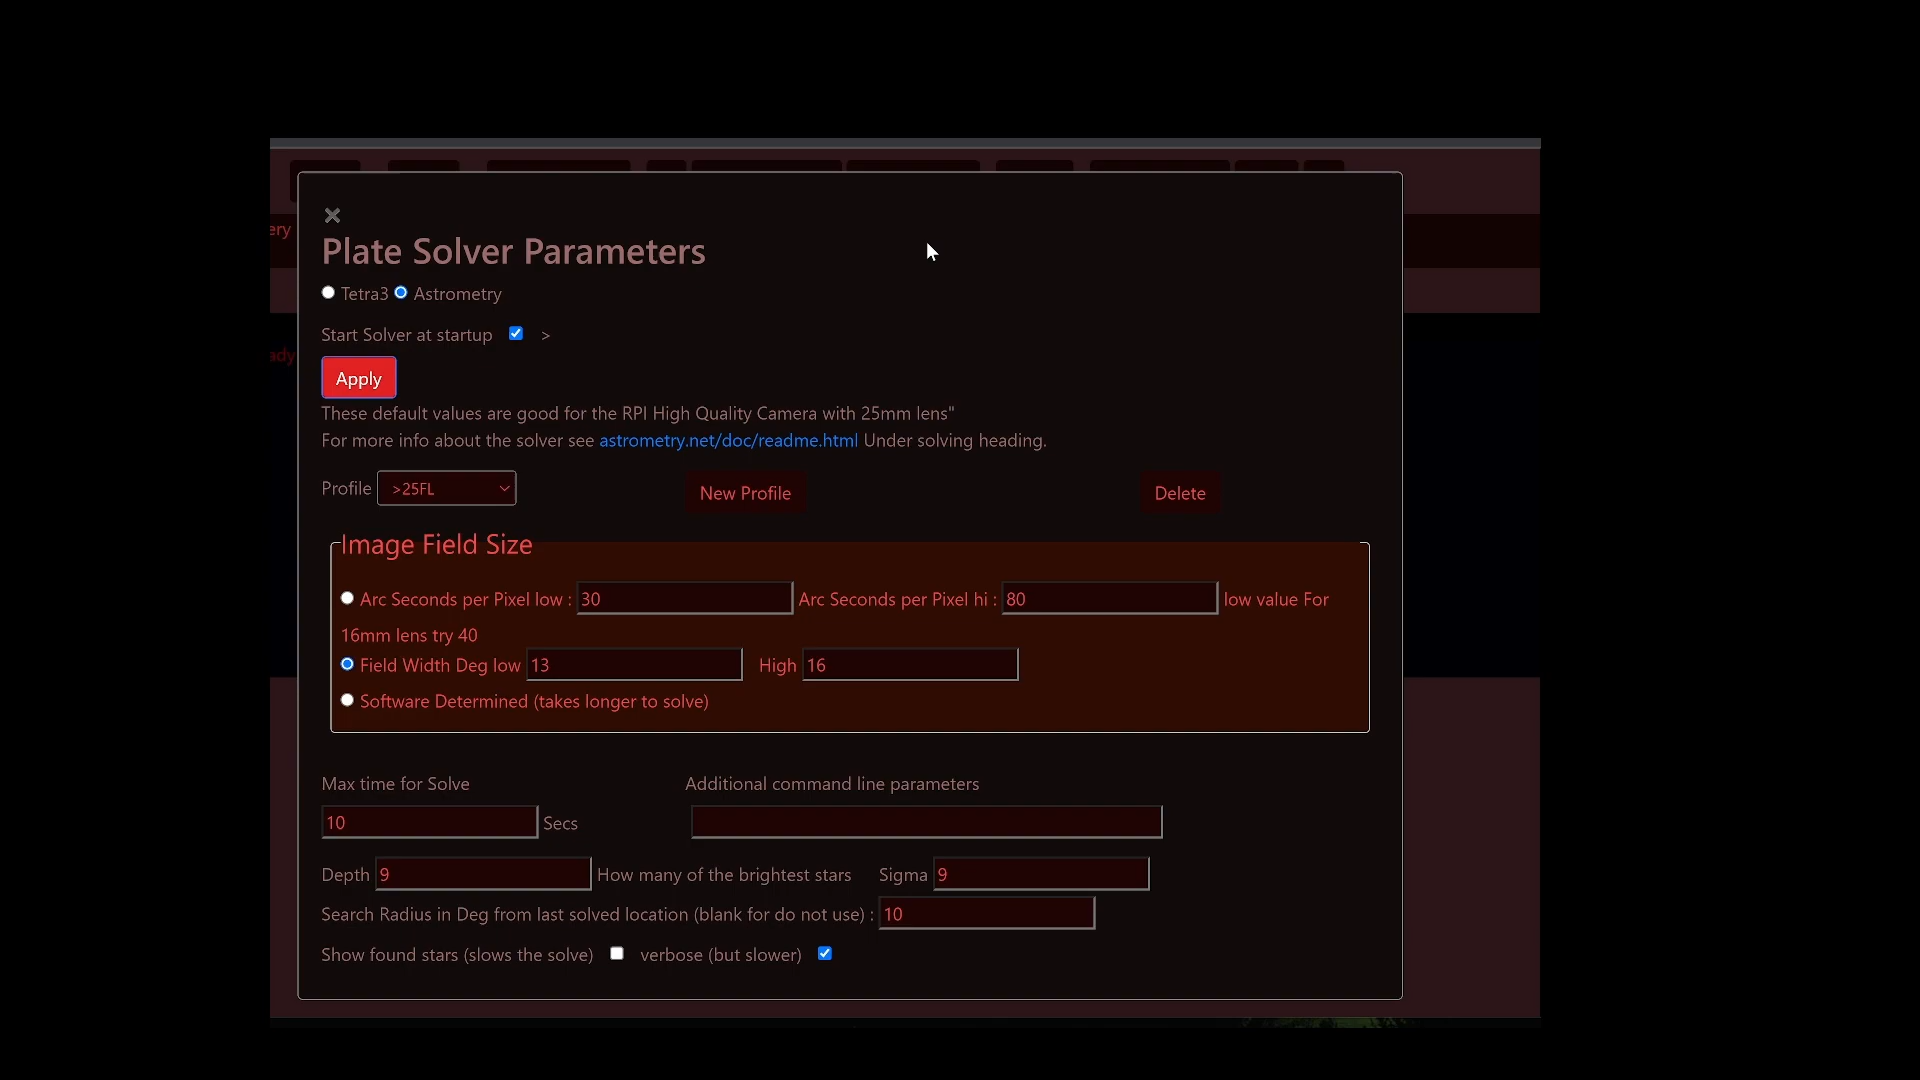 ery
ady
Plate Solver Parameters
Tetra3 Astrometry
Start Solver at startup >
Apply
These default values are good for the RPI High Quality Camera with 25mm lens"
For more info about the solver see astrometry.net/doc/readme.html Under solving heading.
Profile >25FL New Profile Delete
Image Field Size
Arc Seconds per Pixel low : 30 Arc Seconds per Pixel hi : 80 low value For
16mm lens try 40
Field Width Deg low 13 High 16
Software Determined (takes longer to solve)
Max time for Solve Additional command line parameters
10 Secs
Depth 9 How many of the brightest stars Sigma 9
Search Radius in Deg from last solved location (blank for do not use) : 10
Show found stars (slows the solve) verbose (but slower)